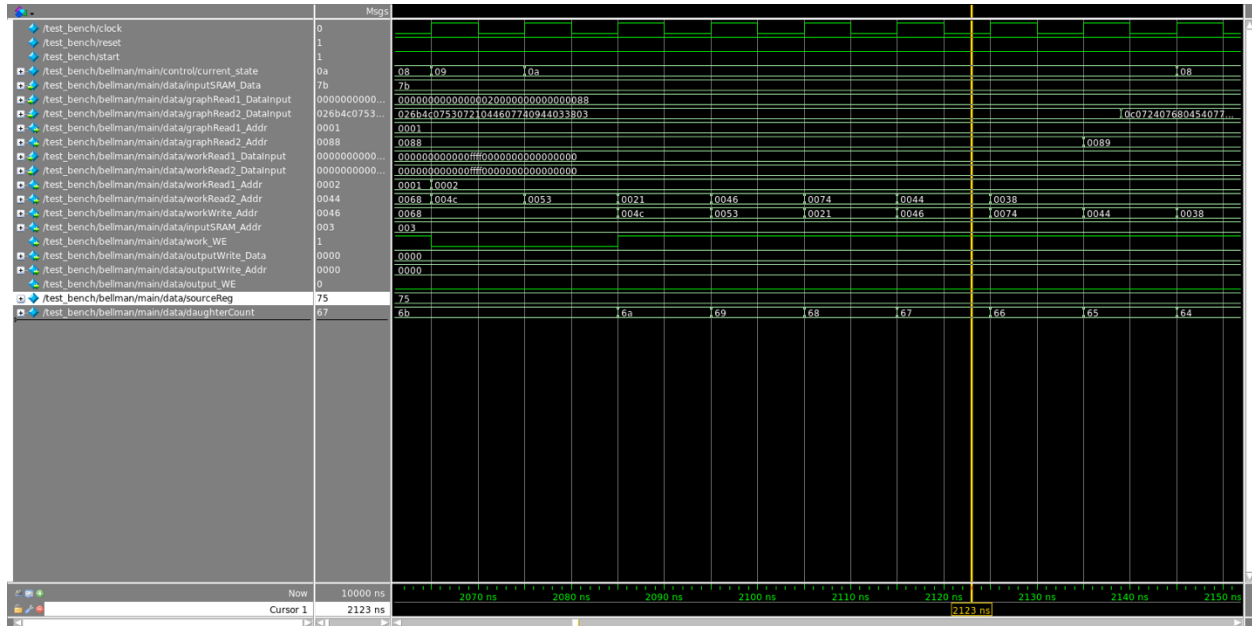 Msgs
/test_bench/clock 0
/test_bench/reset 1
/test_bench/start 1
/test_bench/bellman/main/control/current_state 0a 08 09 0a 08
/test_bench/bellman/main/data/inputSRAM_Data 7b 7b
/test_bench/bellman/main/data/graphRead1_DataInput 0000000000... 00000000000000020000000000000088
/test_bench/bellman/main/data/graphRead2_DataInput 026b4c0753... 026b4c07530721044607740944033803 0c072407680454077...
/test_bench/bellman/main/data/graphRead1_Addr 0001 0001
/test_bench/bellman/main/data/graphRead2_Addr 0088 0088 0089
/test_bench/bellman/main/data/workRead1_DataInput 0000000000... 000000000000ffff0000000000000000
/test_bench/bellman/main/data/workRead2_DataInput 0000000000... 000000000000ffff0000000000000000
/test_bench/bellman/main/data/workRead1_Addr 0002 0001 0002
/test_bench/bellman/main/data/workRead2_Addr 0044 0068 004c 0053 0021 0046 0074 0044 0038
/test_bench/bellman/main/data/workWrite_Addr 0046 0068 004c 0053 0021 0046 0074 0044 0038
/test_bench/bellman/main/data/inputSRAM_Addr 003 003
/test_bench/bellman/main/data/work_WE 1
/test_bench/bellman/main/data/outputWrite_Data 0000 0000
/test_bench/bellman/main/data/outputWrite_Addr 0000 0000
/test_bench/bellman/main/data/output_WE 0
/test_bench/bellman/main/data/sourceReg 75 75
/test_bench/bellman/main/data/daughterCount 67 6b 6a 69 68 67 66 65 64
Now 10000 ns 2070 ns 2080 ns 2090 ns 2100 ns 2110 ns 2120 ns 2130 ns 2140 ns 2150 ns
Cursor 1 2123 ns 2123 ns